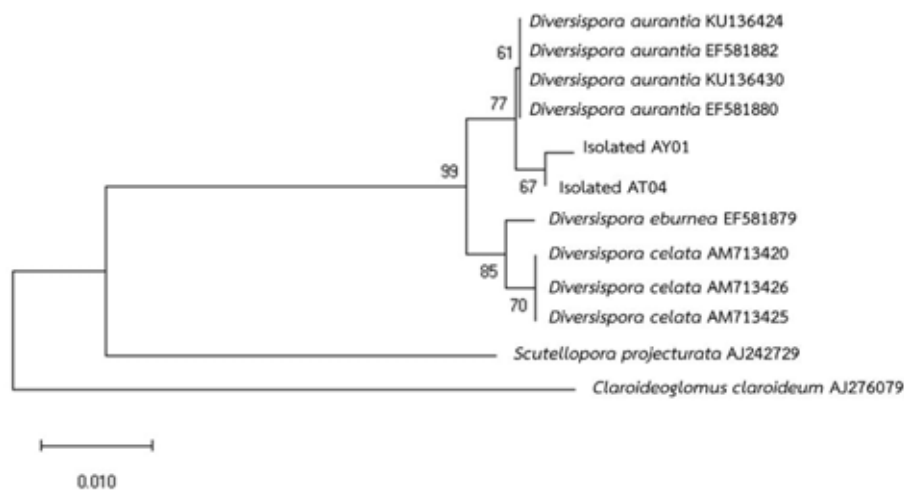 Diversispora aurantia KU136424
61
Diversispora aurantia EF581882
Diversispora aurantia KU136430
77
Diversispora aurantia EF581880
Isolated AY01
99
67
Isolated AT04
Diversispora eburnea EF581879
Diversispora celata AM713420
85
Diversispora celata AM713426
70
Diversispora celata AM713425
Scutellopora projecturata AJ242729
Claroideoglomus claroideum AJ276079
0.010